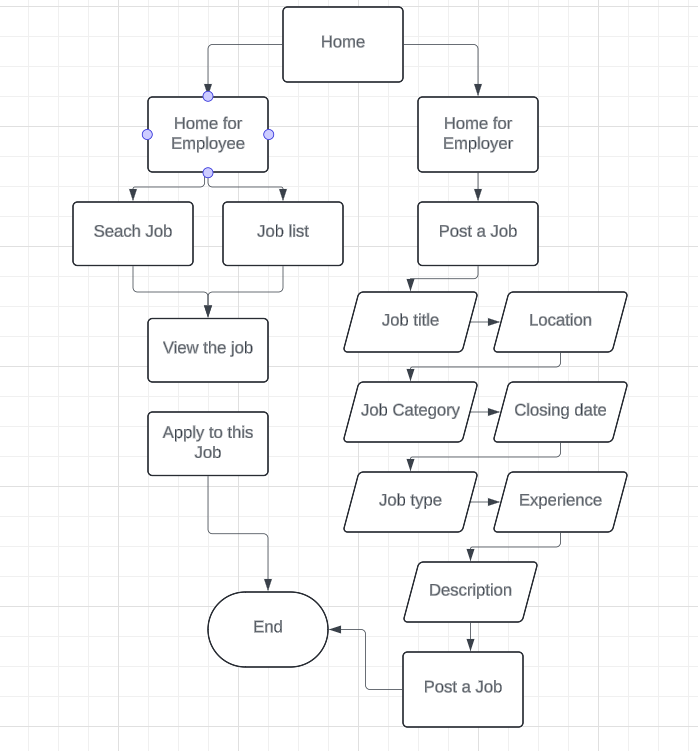 Home
Home for
Employee
Home for
Employer
Seach Job
Job list
Post a Job
View the job
Job title
Location
Job Category
Closing date
Apply to this
Job
Job type
Experience
Description
End
Post a Job